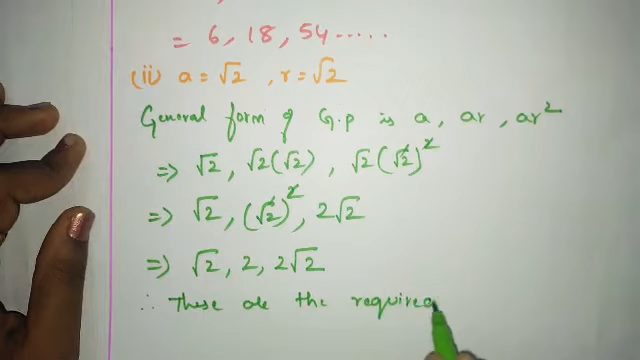 = 6, 18, 54.....
(ii) a = √2 , r = √2
General form of G.P is a, ar, ar²
⇒ √2, √2(√2), √2(√2)²
⇒ √2, (√2)², 2√2
⇒ √2, 2, 2√2
∴ These are the required